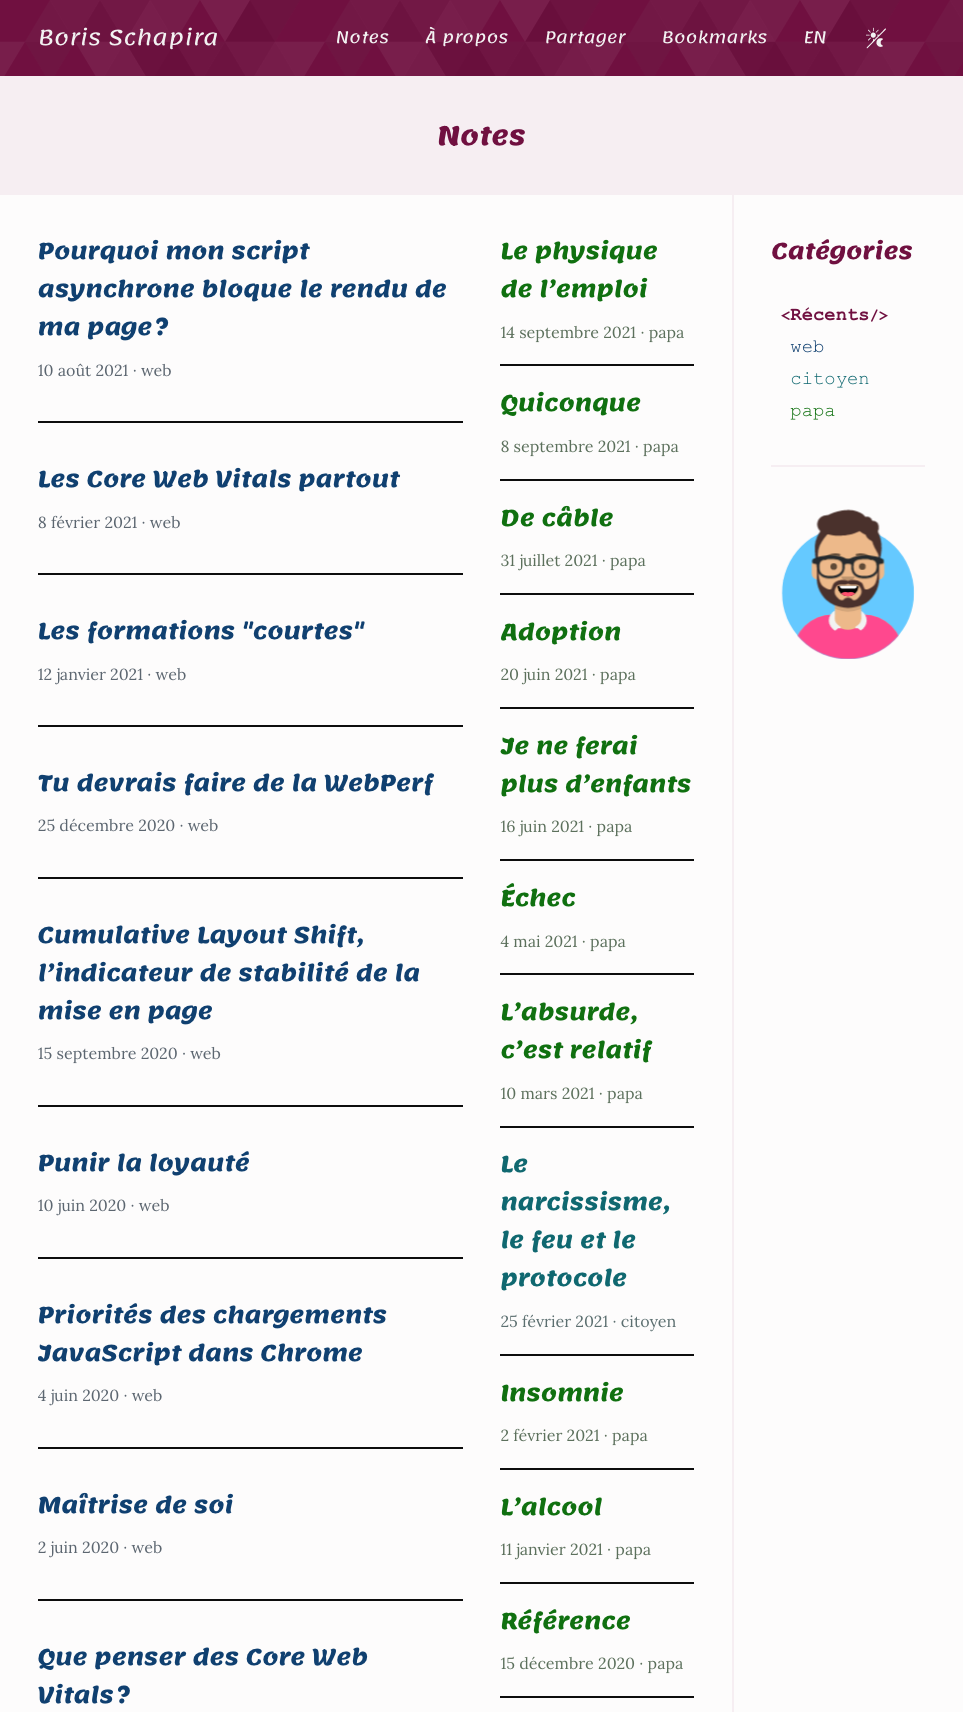 Boris Schapira
Notes
À propos
Partager
Bookmarks
EN
Notes
Pourquoi mon script
asynchrone bloque le rendu de
ma page?
10 août 2021 · web
Les Core Web Vitals partout
8 février 2021 · web
Les formations "courtes"
12 janvier 2021 · web
Tu devrais faire de la WebPerf
25 décembre 2020 · web
Cumulative Layout Shift,
l’indicateur de stabilité de la
mise en page
15 septembre 2020 · web
Punir la loyauté
10 juin 2020 · web
Priorités des chargements
JavaScript dans Chrome
4 juin 2020 · web
Maîtrise de soi
2 juin 2020 · web
Que penser des Core Web
Vitals?
Le physique
de l’emploi
14 septembre 2021 · papa
Quiconque
8 septembre 2021 · papa
De câble
31 juillet 2021 · papa
Adoption
20 juin 2021 · papa
Je ne ferai
plus d’enfants
16 juin 2021 · papa
Échec
4 mai 2021 · papa
L’absurde,
c’est relatif
10 mars 2021 · papa
Le
narcissisme,
le feu et le
protocole
25 février 2021 · citoyen
Insomnie
2 février 2021 · papa
L’alcool
11 janvier 2021 · papa
Référence
15 décembre 2020 · papa
Catégories
<Récents/>
web
citoyen
papa